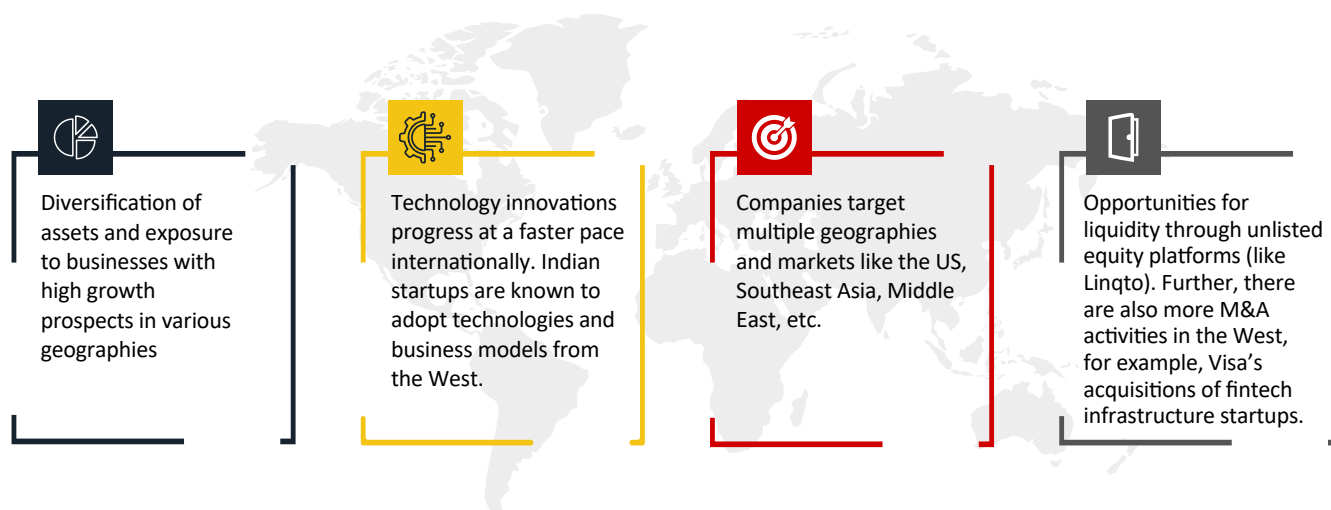 Diversification of
assets and exposure
to businesses with
high growth
prospects in various
geographies
Technology innovations
progress at a faster pace
internationally. Indian
startups are known to
adopt technologies and
business models from
the West.
Companies target
multiple geographies
and markets like the US,
Southeast Asia, Middle
East, etc.
Opportunities for
liquidity through unlisted
equity platforms (like
Linqto). Further, there
are also more M&A
activities in the West,
for example, Visa’s
acquisitions of fintech
infrastructure startups.